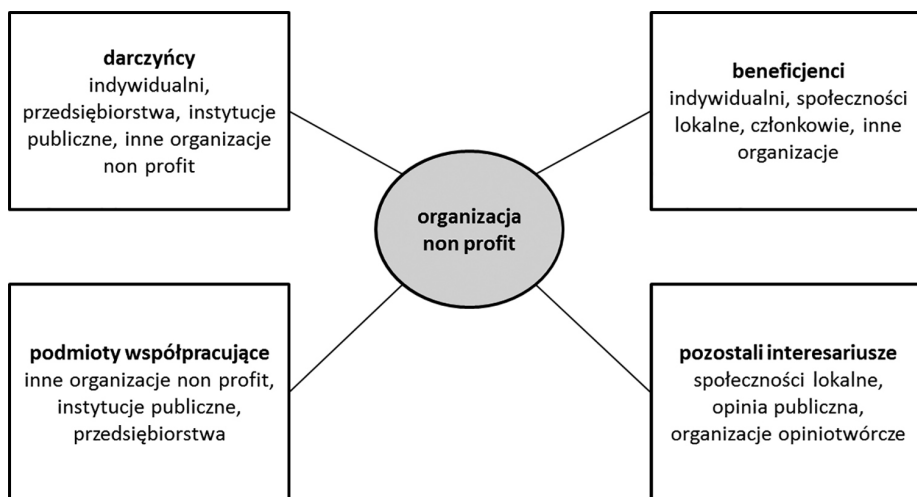 darczyńcy
indywidualni,
przedsiębiorstwa, instytucje
publiczne, inne organizacje
non profit
beneficjenci
indywidualni, społeczności
lokalne, członkowie, inne
organizacje
organizacja
non profit
podmioty współpracujące
inne organizacje non profit,
instytucje publiczne,
przedsiębiorstwa
pozostali interesariusze
społeczności lokalne,
opinia publiczna,
organizacje opiniotwórcze